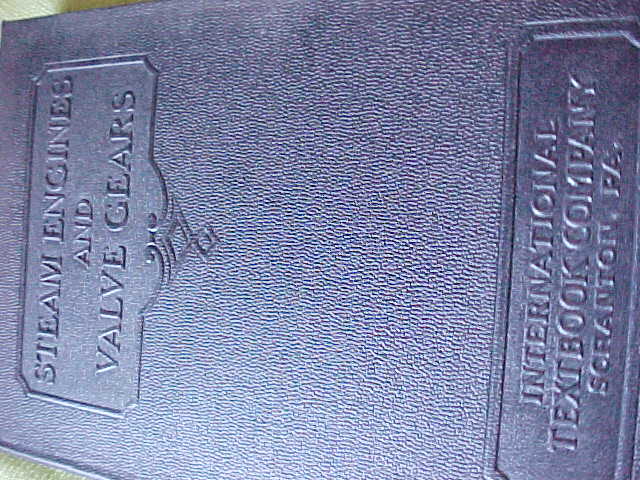 STEAM ENGINES
AND
VALVE GEARS
INTERNATIONAL
TEXTBOOK COMPANY
SCRANTON, PA.